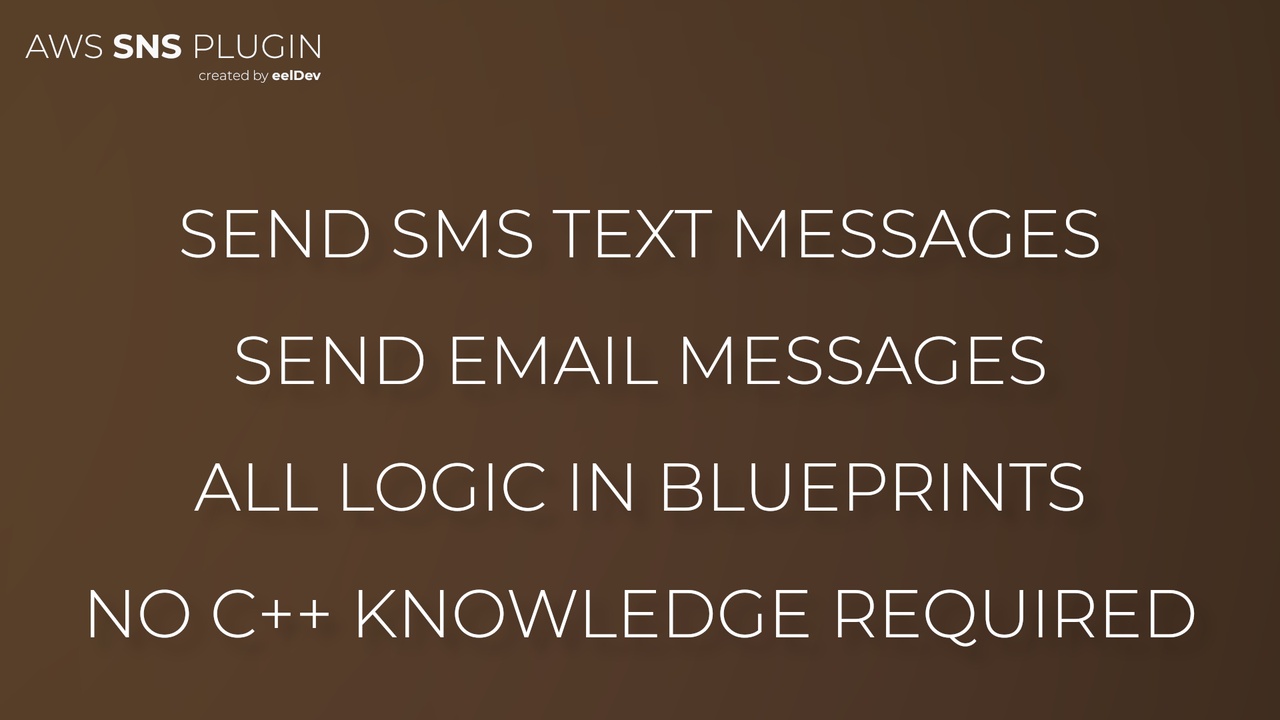 AWS SNS PLUGIN
created by eelDev
SEND SMS TEXT MESSAGES
SEND EMAIL MESSAGES
ALL LOGIC IN BLUEPRINTS
NO C++ KNOWLEDGE REQUIRED